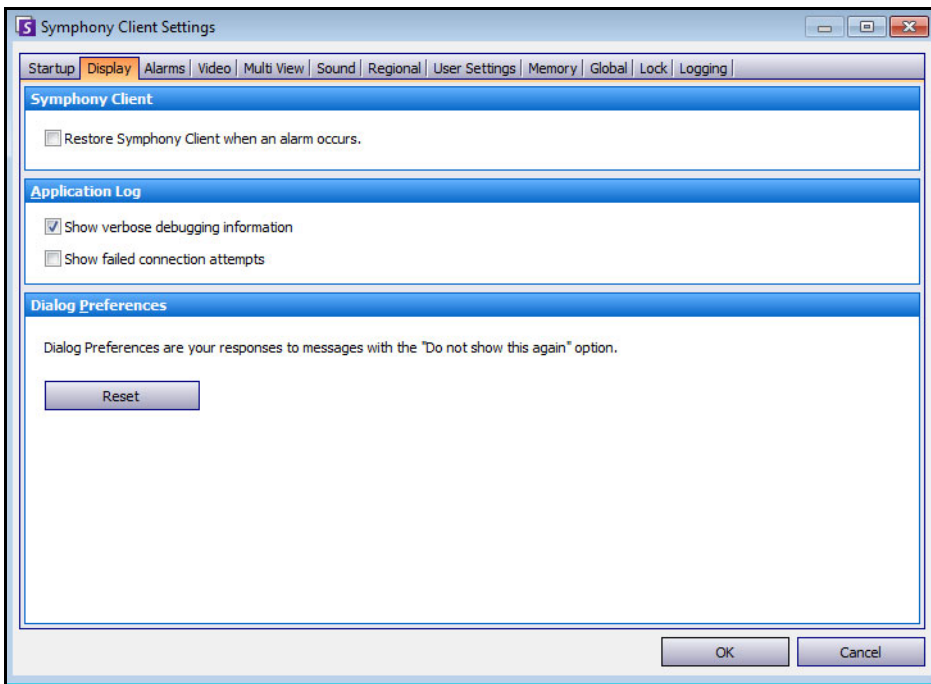 Symphony Client Settings
Startup Display Alarms Video Multi View Sound Regional User Settings Memory Global Lock Logging
Symphony Client
Restore Symphony Client when an alarm occurs.
Application Log
Show verbose debugging information
Show failed connection attempts
Dialog Preferences
Dialog Preferences are your responses to messages with the "Do not show this again" option.
Reset
OK Cancel